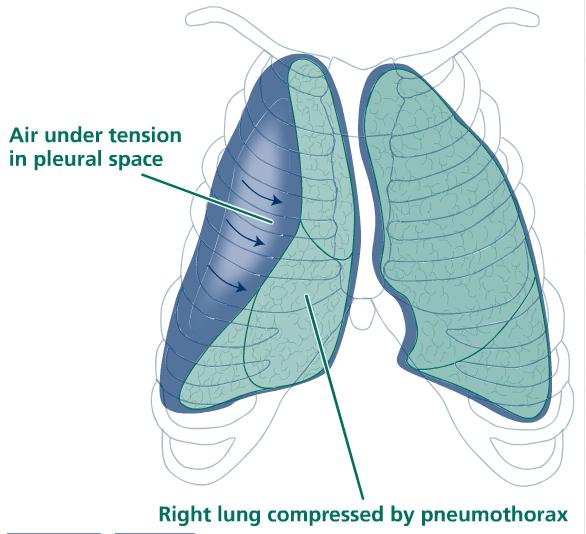 Air under tension
in pleural space
Right lung compressed by pneumothorax